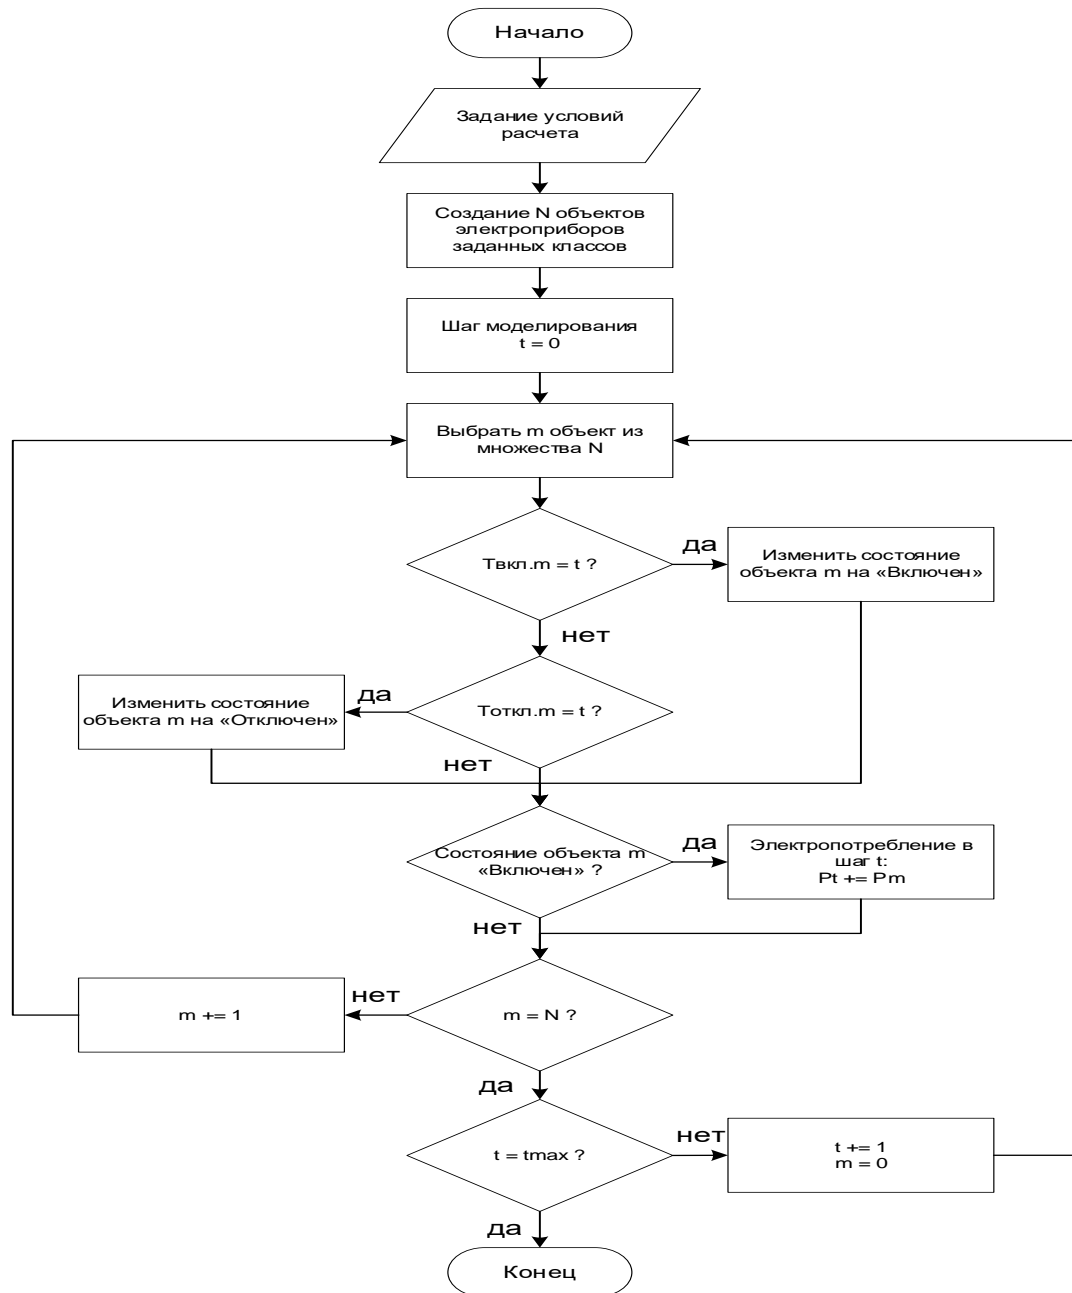 Начало
Задание условий
расчета
Создание N объектов
электроприборов
заданных классов
Шаг моделирования
t = 0
Выбрать m объект из
множества N
Tвкл.m = t ?
да
Изменить состояние
объекта m на «Включен»
нет
Изменить состояние
объекта m на «Отключен»
да
Tоткл.m = t ?
нет
Состояние объекта m
«Включен» ?
да
Электропотребление в
шаг t:
Pt += Pm
нет
m += 1
нет
m = N ?
да
t = tmax ?
нет
t += 1
m = 0
да
Конец